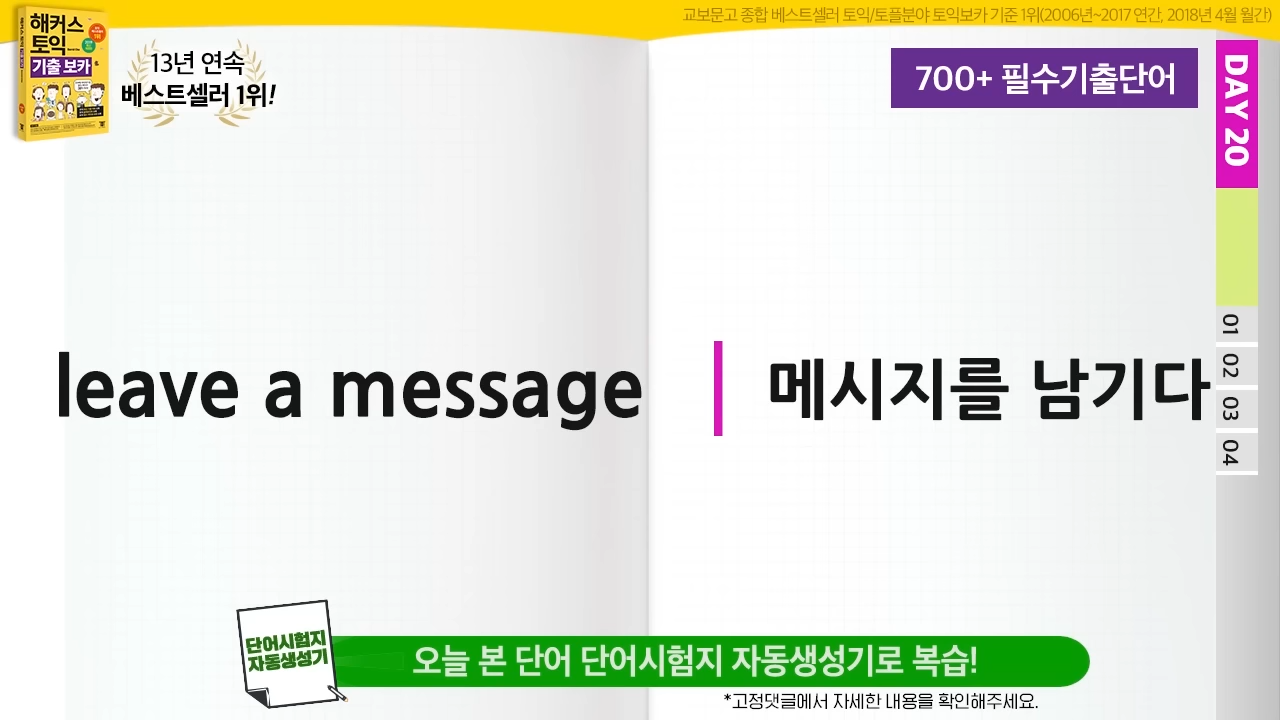 교보문고 종합 베스트셀러 토익/토플분야 토익보카 기준 1위(2006년~2017 연간, 2018년 4월 월간)
해커스
토익
기출 보카
13년 연속
베스트셀러 1위!
700+ 필수기출단어
DAY 20
01
02
03
04
leave a message
메시지를 남기다
단어시험지
자동생성기
오늘 본 단어 단어시험지 자동생성기로 복습!
*고정댓글에서 자세한 내용을 확인해주세요.